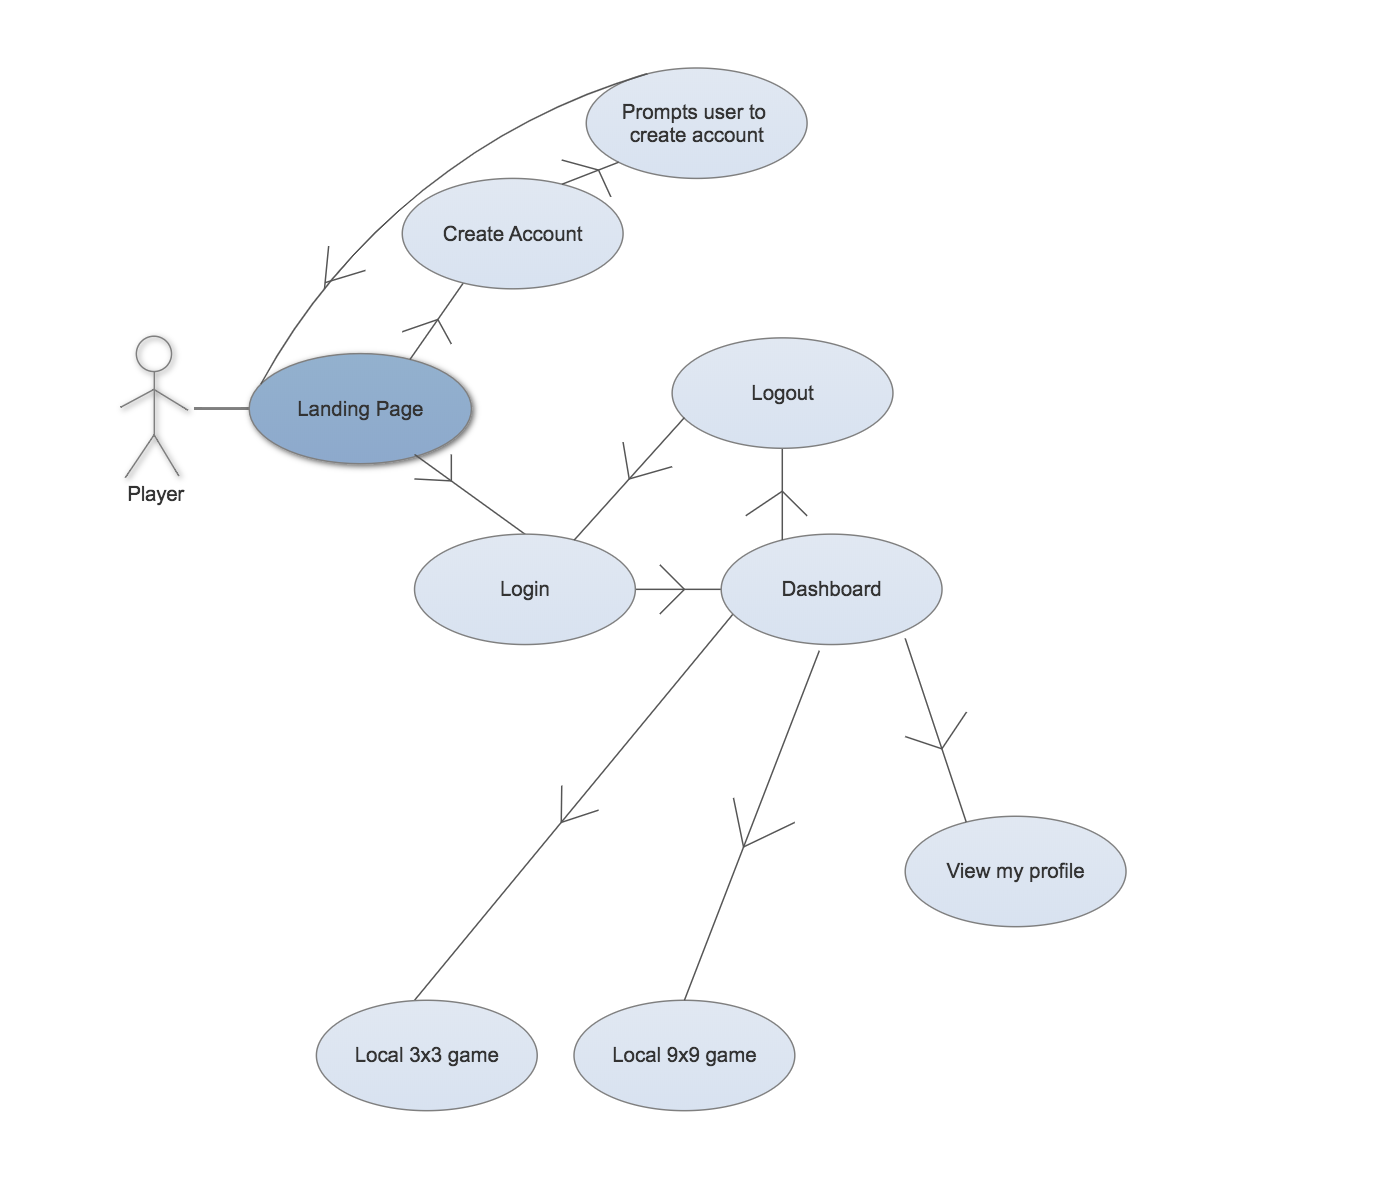 Prompts user to
create account
Create Account
Logout
Landing Page
Player
Login
Dashboard
View my profile
Local 3x3 game
Local 9x9 game